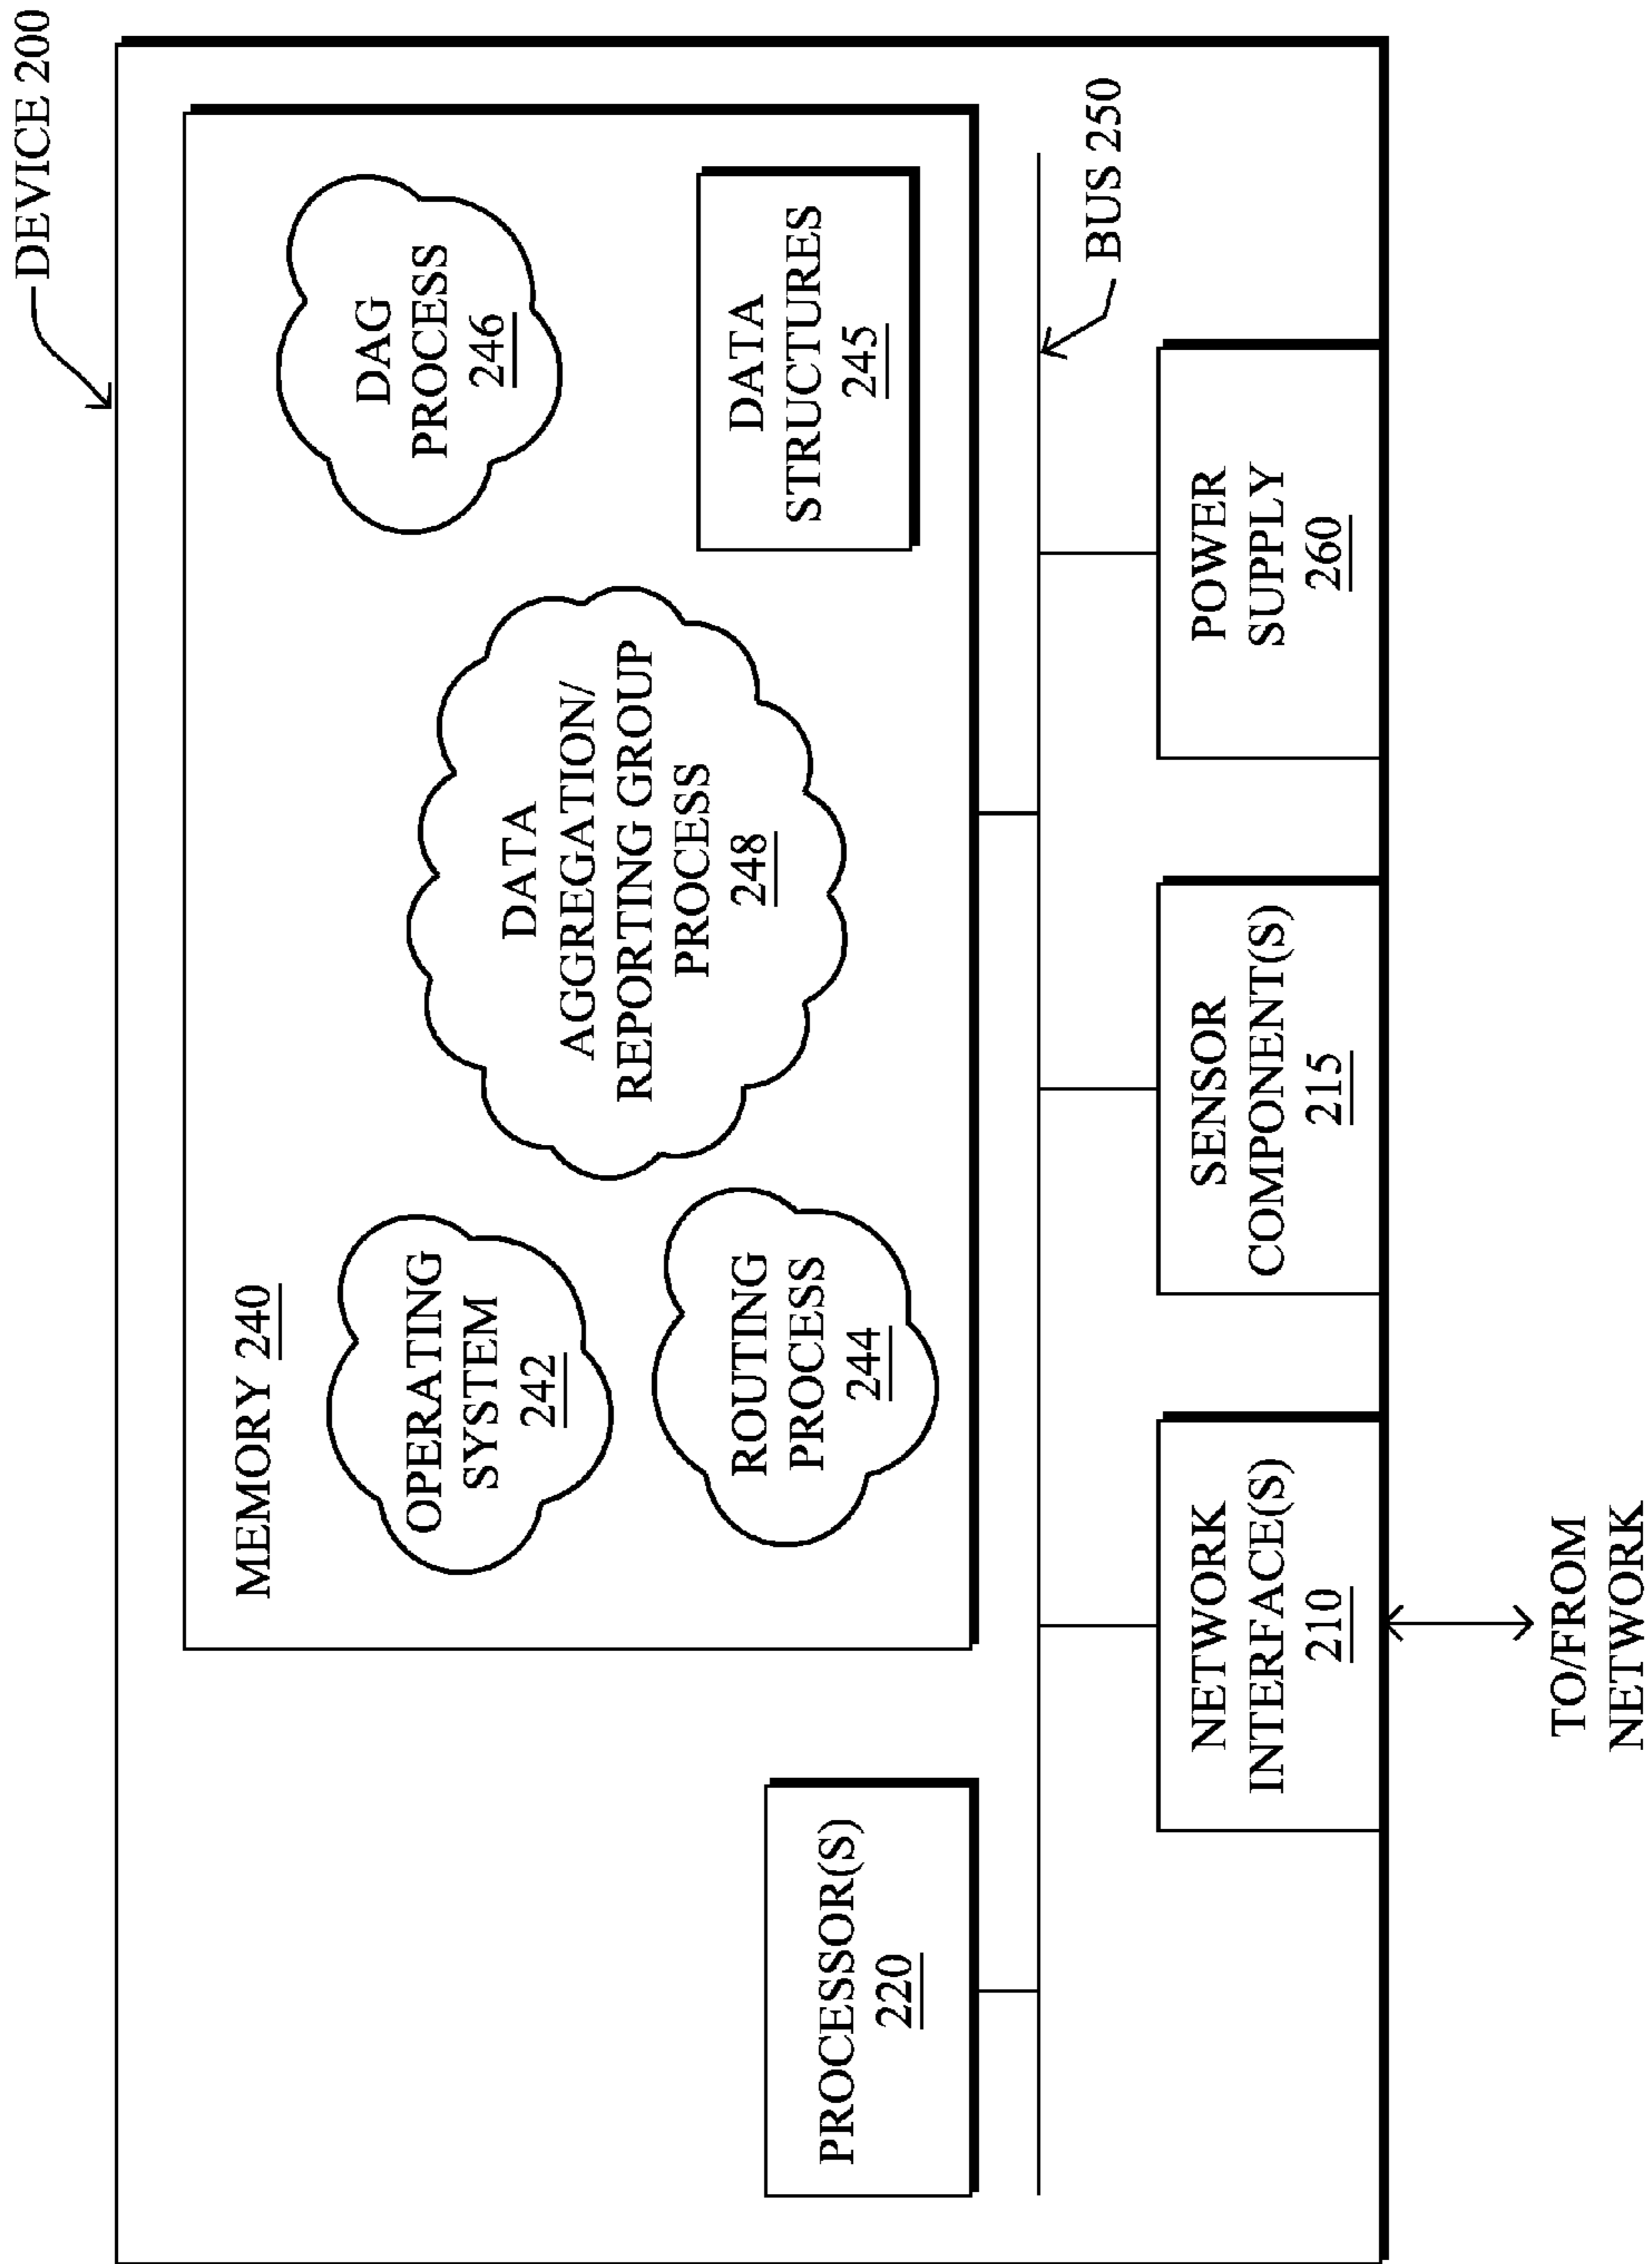 DEVICE 200
MEMORY 240
OPERATING
SYSTEM
242
ROUTING
PROCESS
244
DATA
AGGREGATION/
REPORTING GROUP
PROCESS
248
DAG
PROCESS
246
DATA
STRUCTURES
245
PROCESSOR(S)
220
BUS 250
NETWORK
INTERFACE(S)
210
SENSOR
COMPONENT(S)
215
POWER
SUPPLY
260
TO/FROM
NETWORK